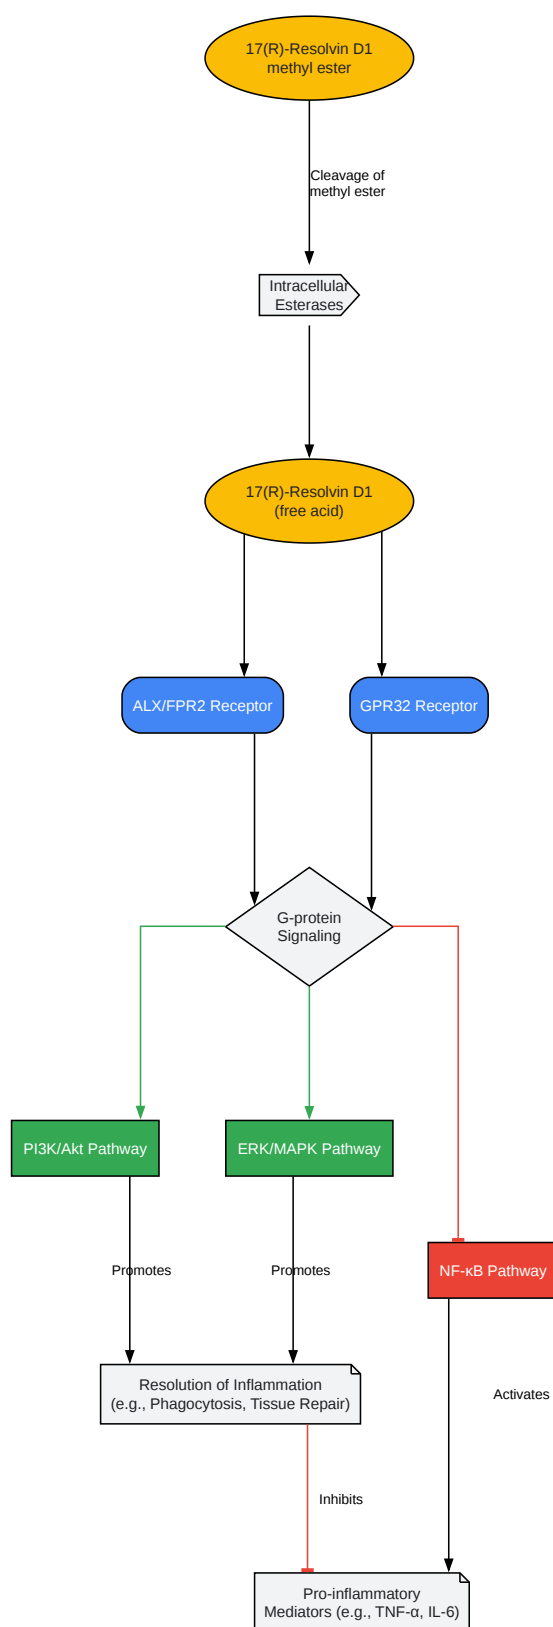 17(R)-Resolvin D1
methyl ester
Cleavage of
methyl ester
Intracellular
Esterases
17(R)-Resolvin D1
(free acid)
ALX/FPR2 Receptor
GPR32 Receptor
G-protein
Signaling
PI3K/Akt Pathway
ERK/MAPK Pathway
Promotes
Promotes
NF-κB Pathway
Resolution of Inflammation
(e.g., Phagocytosis, Tissue Repair)
Activates
Inhibits
Pro-inflammatory
Mediators (e.g., TNF-α, IL-6)